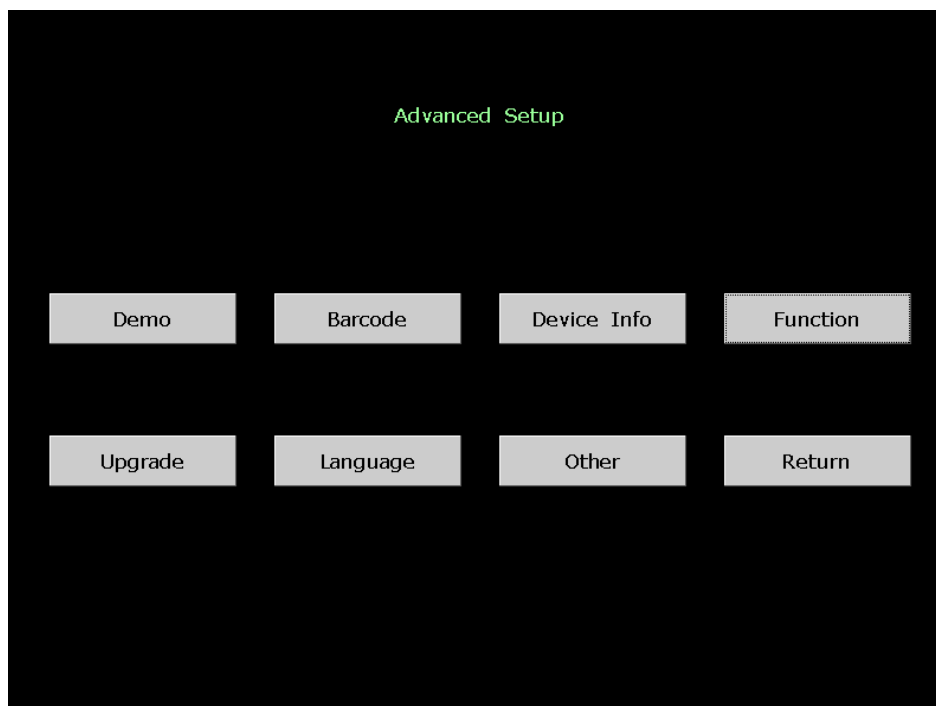 Advanced Setup
Demo Barcode Device Info Function
Upgrade Language Other Return